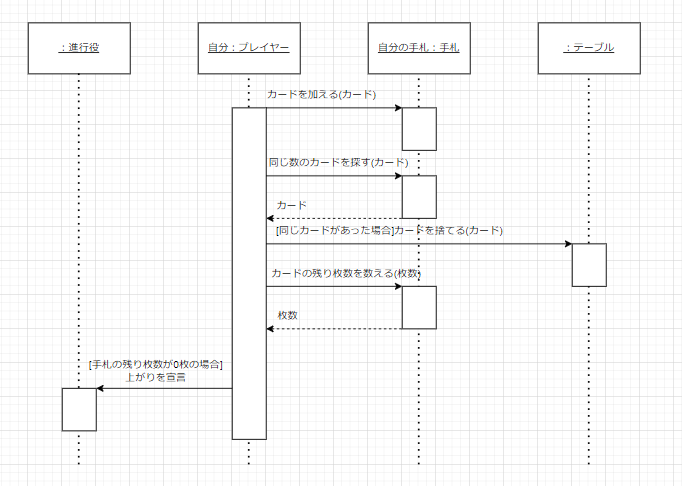 ：進行役
自分：プレイヤー
自分の手札：手札
：テーブル
カードを加える(カード)
同じ数のカードを探す(カード)
カード
[同じカードがあった場合]カードを捨てる(カード)
カードの残り枚数を数える(枚数)
枚数
[手札の残り枚数が0枚の場合]
上がりを宣言